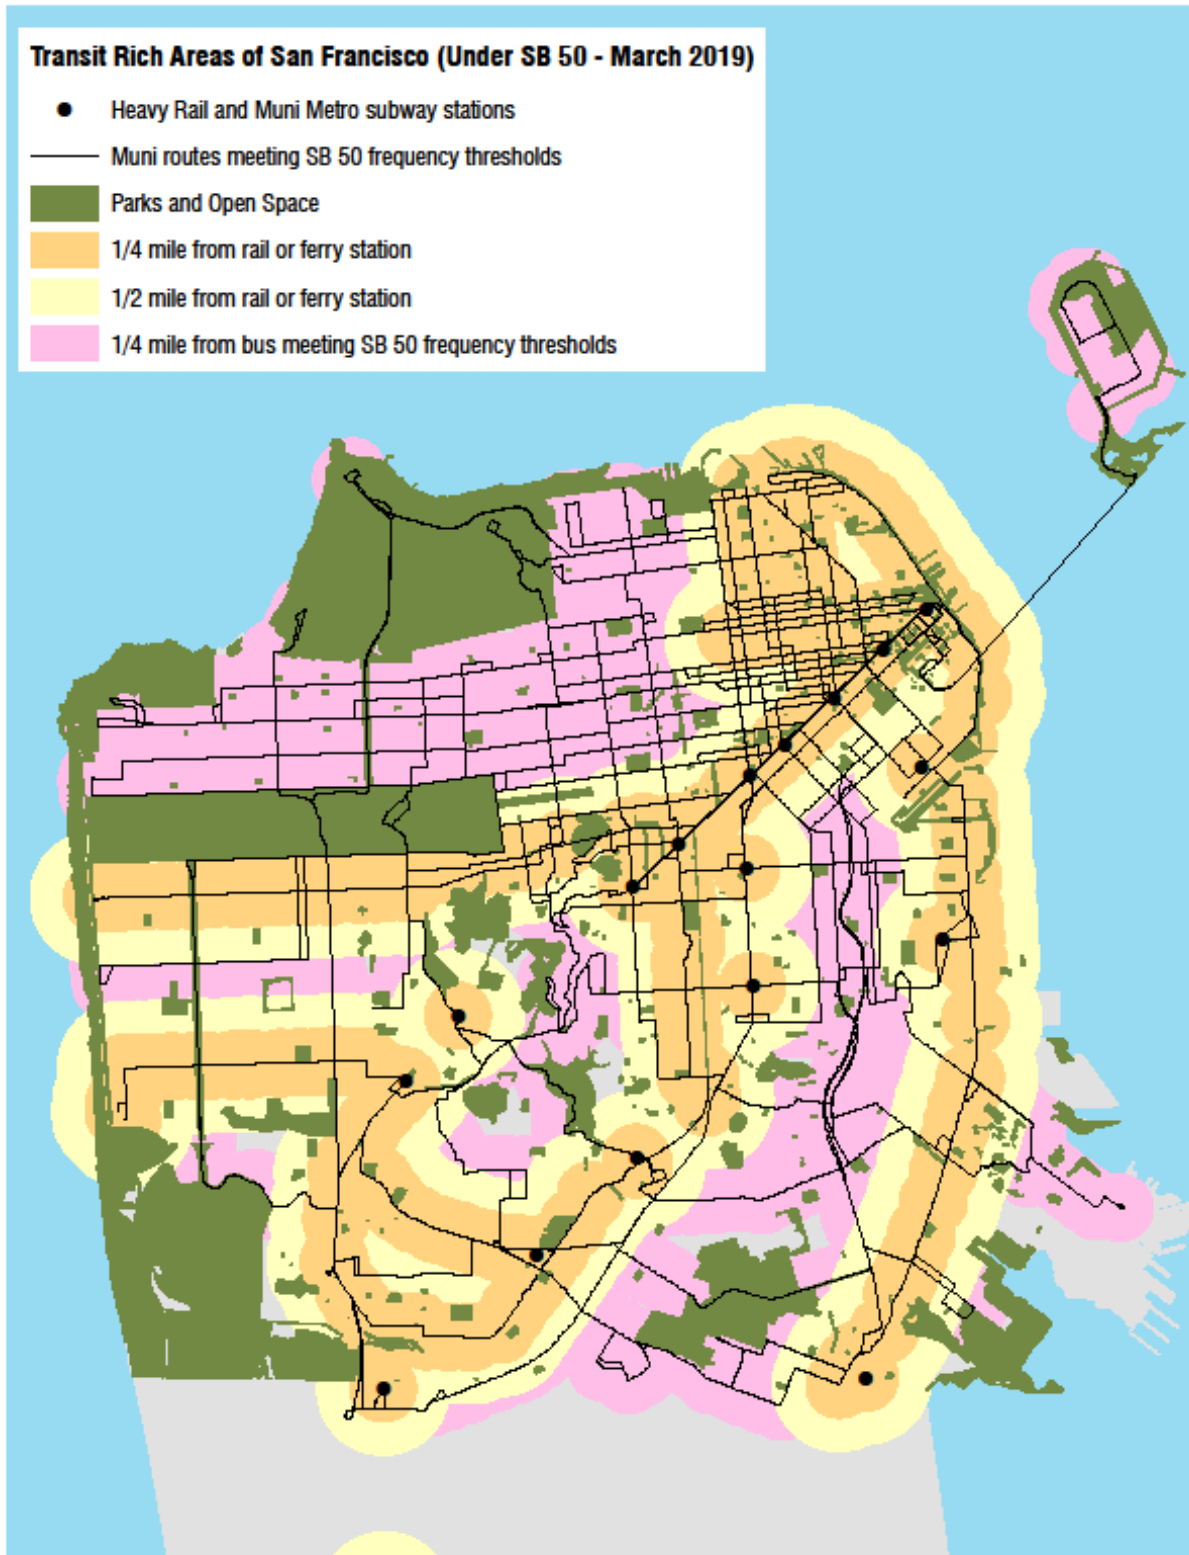 Transit Rich Areas of San Francisco (Under SB 50 - March 2019)
Heavy Rail and Muni Metro subway stations
Muni routes meeting SB 50 frequency thresholds
Parks and Open Space
1/4 mile from rail or ferry station
1/2 mile from rail or ferry station
1/4 mile from bus meeting SB 50 frequency thresholds